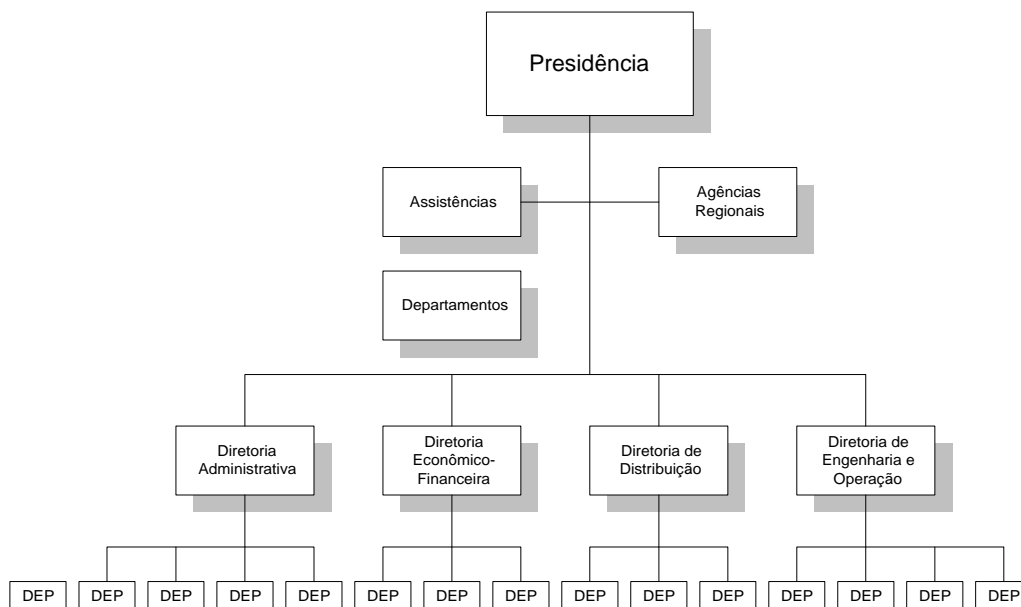 Presidência
Assistências
Agências
Regionais
Departamentos
Diretoria
Administrativa
Diretoria
Econômico-
Financeira
Diretoria de
Distribuição
Diretoria de
Engenharia e
Operação
DEP DEP DEP DEP DEP DEP DEP DEP DEP DEP DEP DEP DEP DEP DEP